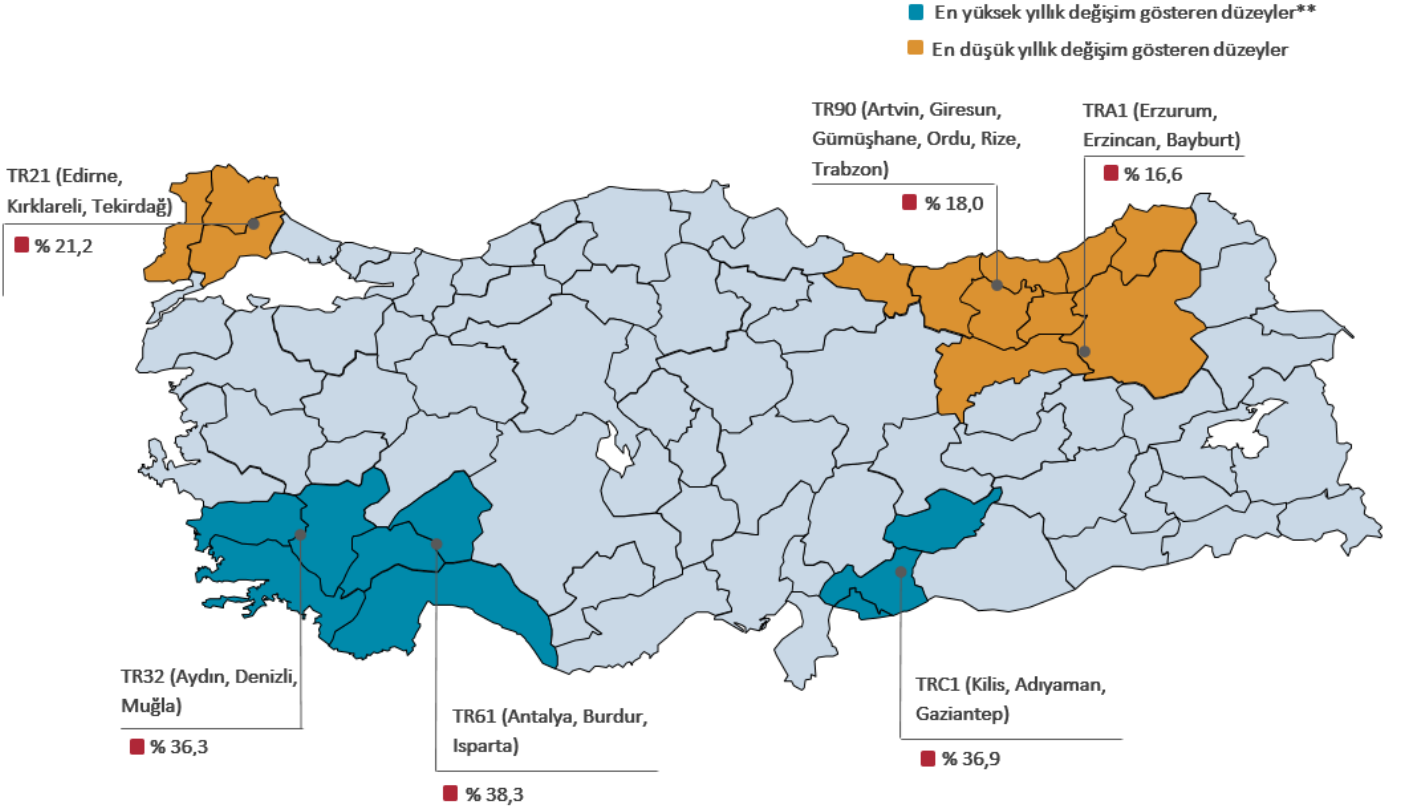 En yüksek yıllık değişim gösteren düzeyler**
En düşük yıllık değişim gösteren düzeyler
TR90 (Artvin, Giresun,
Gümüşhane, Ordu, Rize,
Trabzon)
% 18,0
TRA1 (Erzurum,
Erzincan, Bayburt)
% 16,6
TR21 (Edirne,
Kırklareli, Tekirdağ)
% 21,2
TR32 (Aydın, Denizli,
Muğla)
% 36,3
TR61 (Antalya, Burdur,
Isparta)
% 38,3
TRC1 (Kilis, Adıyaman,
Gaziantep)
% 36,9